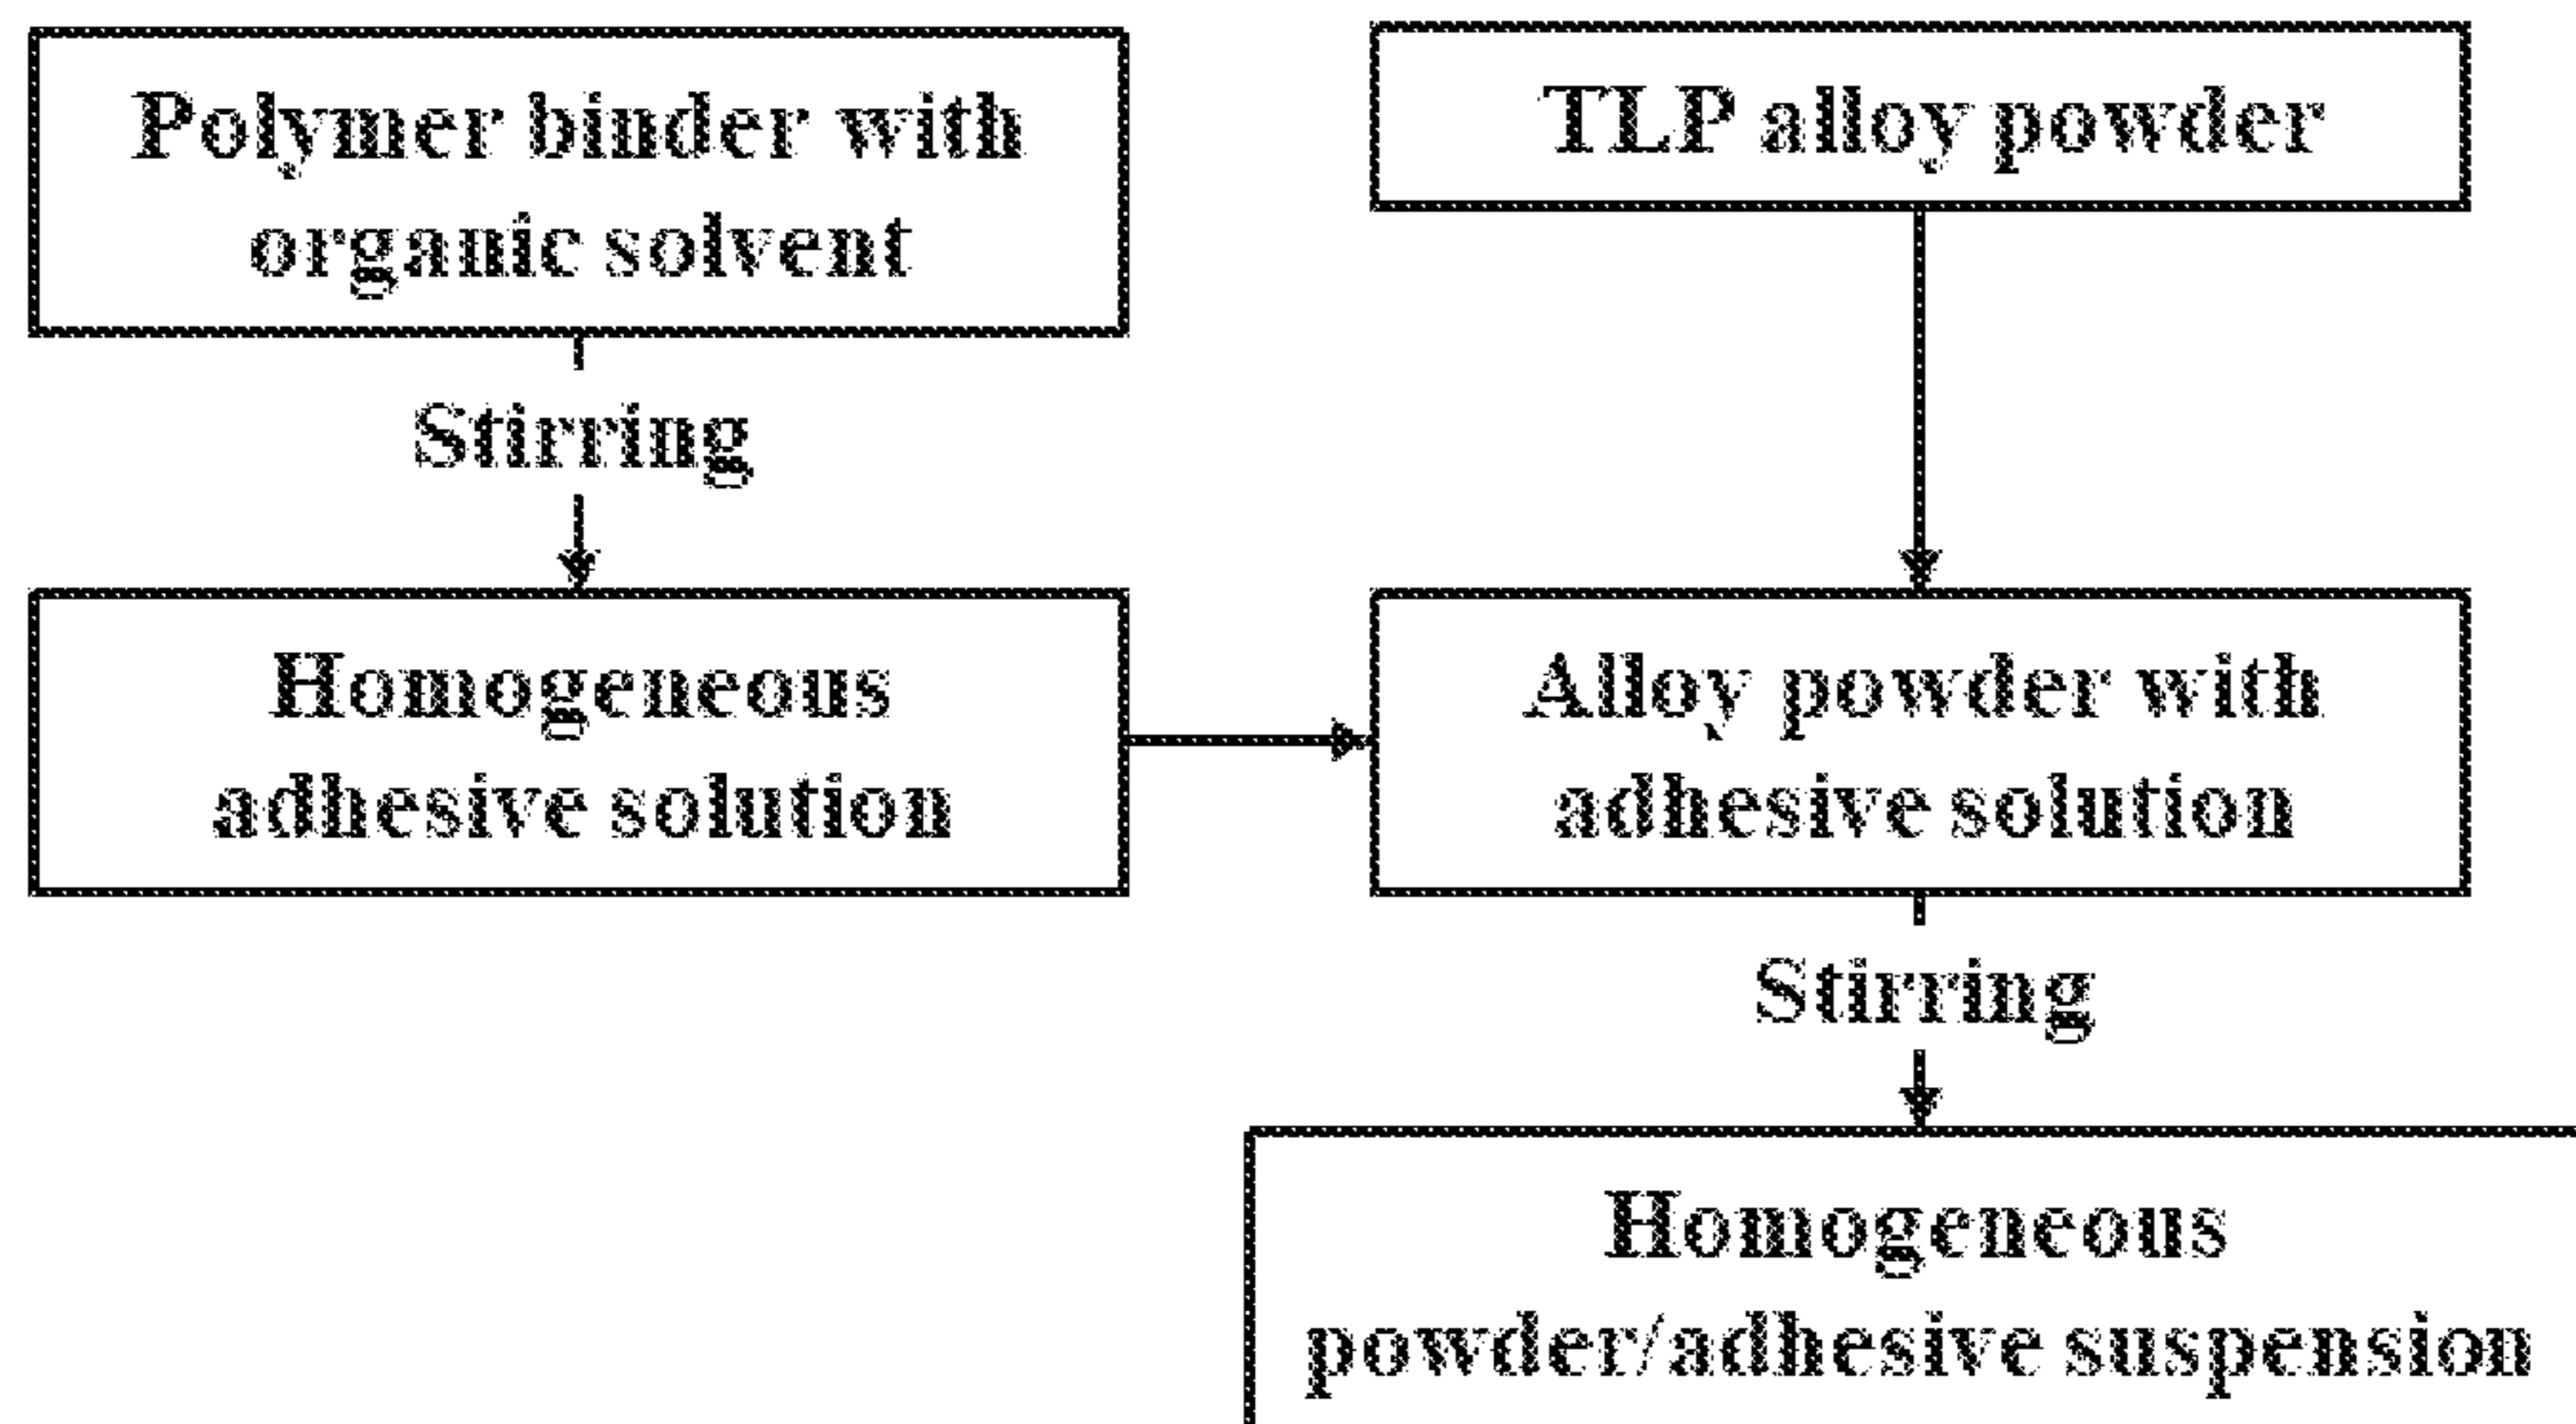 Polymer binder with
organic solvent
TLP alloy powder
Stirring
Homogeneous
adhesive solution
Alloy powder with
adhesive solution
Stirring
Homogeneous
powder/adhesive suspension